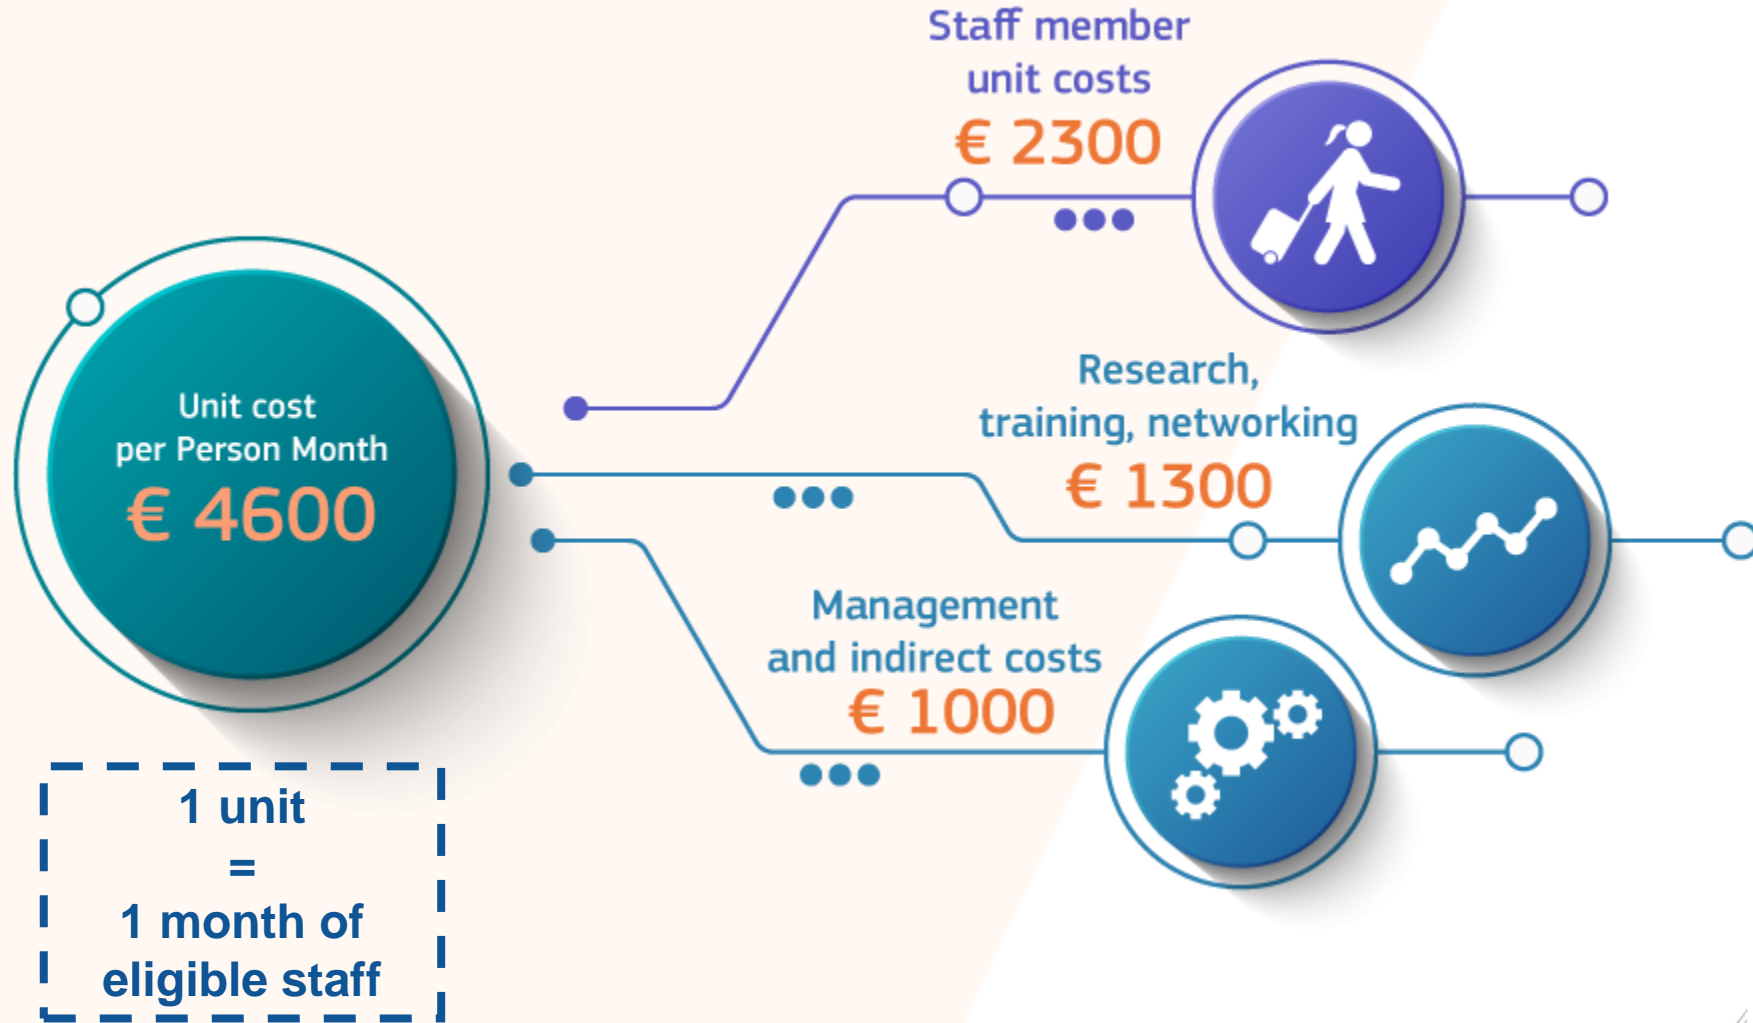 Staff member
unit costs
€ 2300
Unit cost
per Person Month
€ 4600
Research,
training, networking
€ 1300
Management
and indirect costs
€ 1000
1 unit
=
1 month of
eligible staff